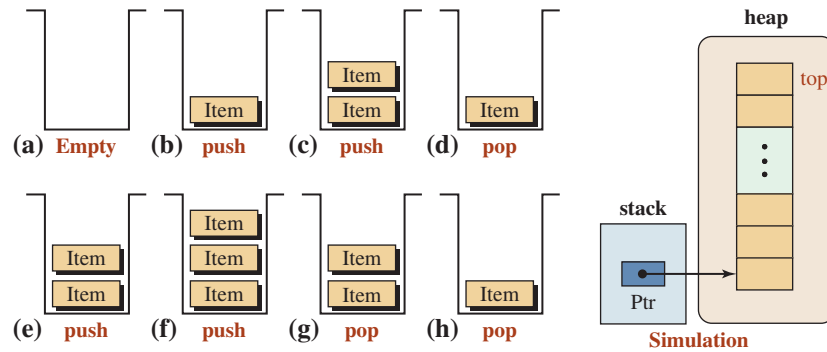 Item
Item
Item
Item
(a) Empty
(b) push
(c) push
(d) pop
Item
Item
Item
Item
Item
Item
Item
Item
(e) push
(f) push
(g) pop
(h) pop
heap
top
stack
Ptr
Simulation